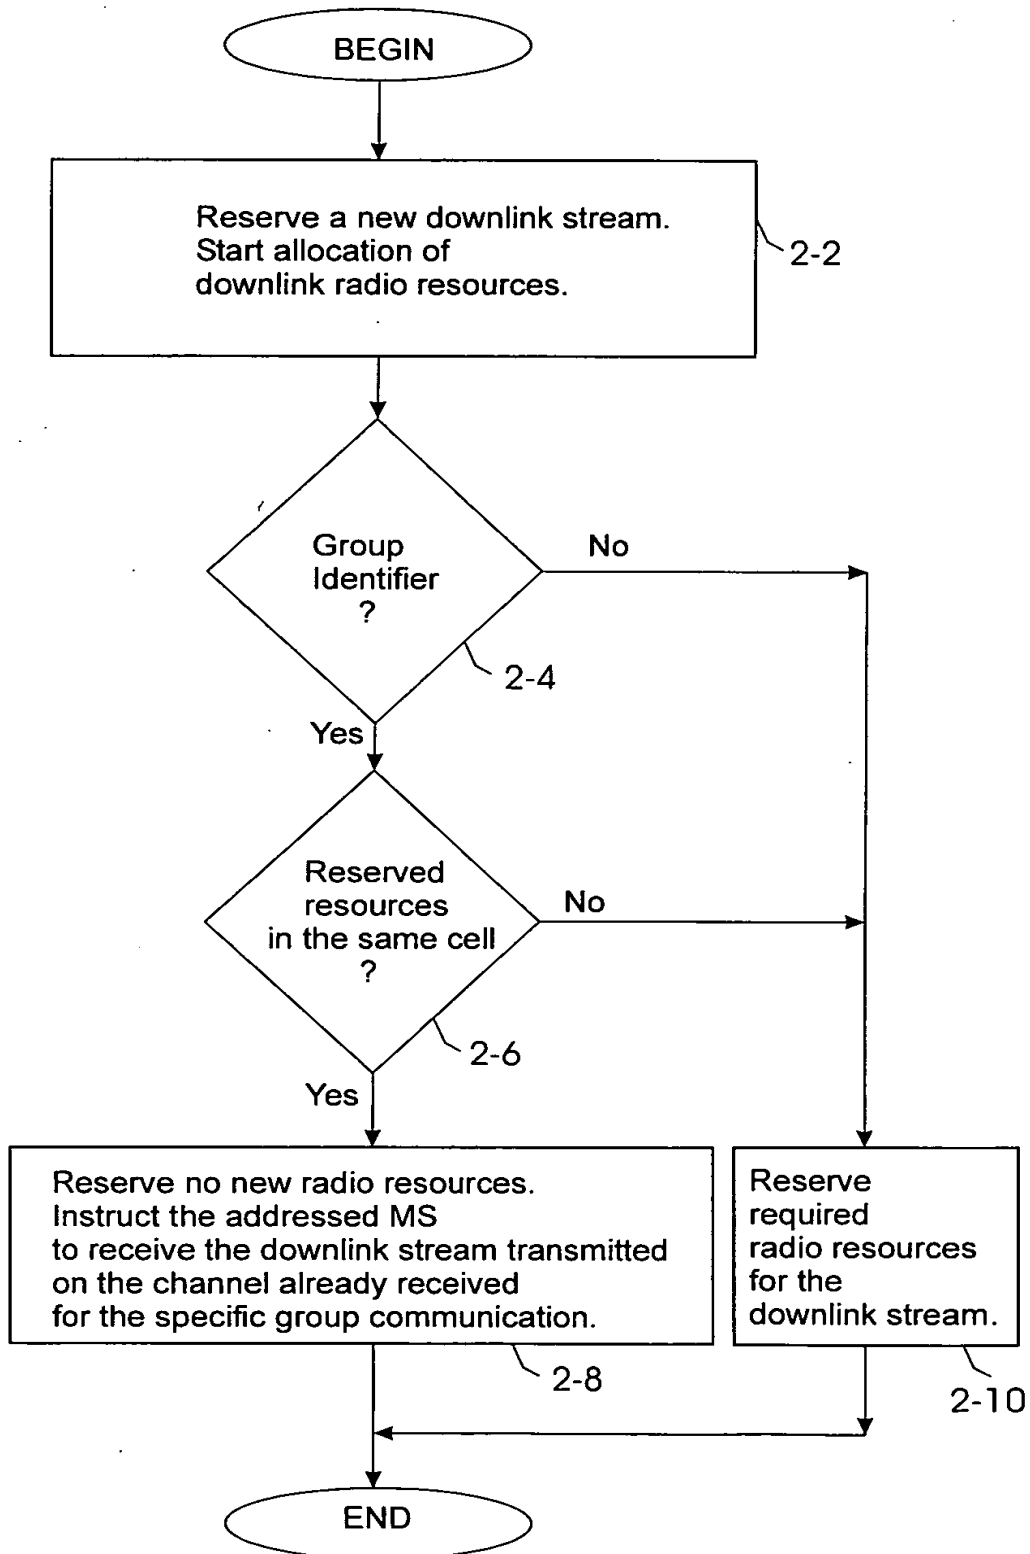 BEGIN
Reserve a new downlink stream.
Start allocation of
downlink radio resources.
2-2
Group
Identifier
?
No
2-4
Yes
Reserved
resources
in the same cell
?
No
2-6
Yes
Reserve no new radio resources.
Instruct the addressed MS
to receive the downlink stream transmitted
on the channel already received
for the specific group communication.
2-8
Reserve
required
radio resources
for the
downlink stream.
2-10
END